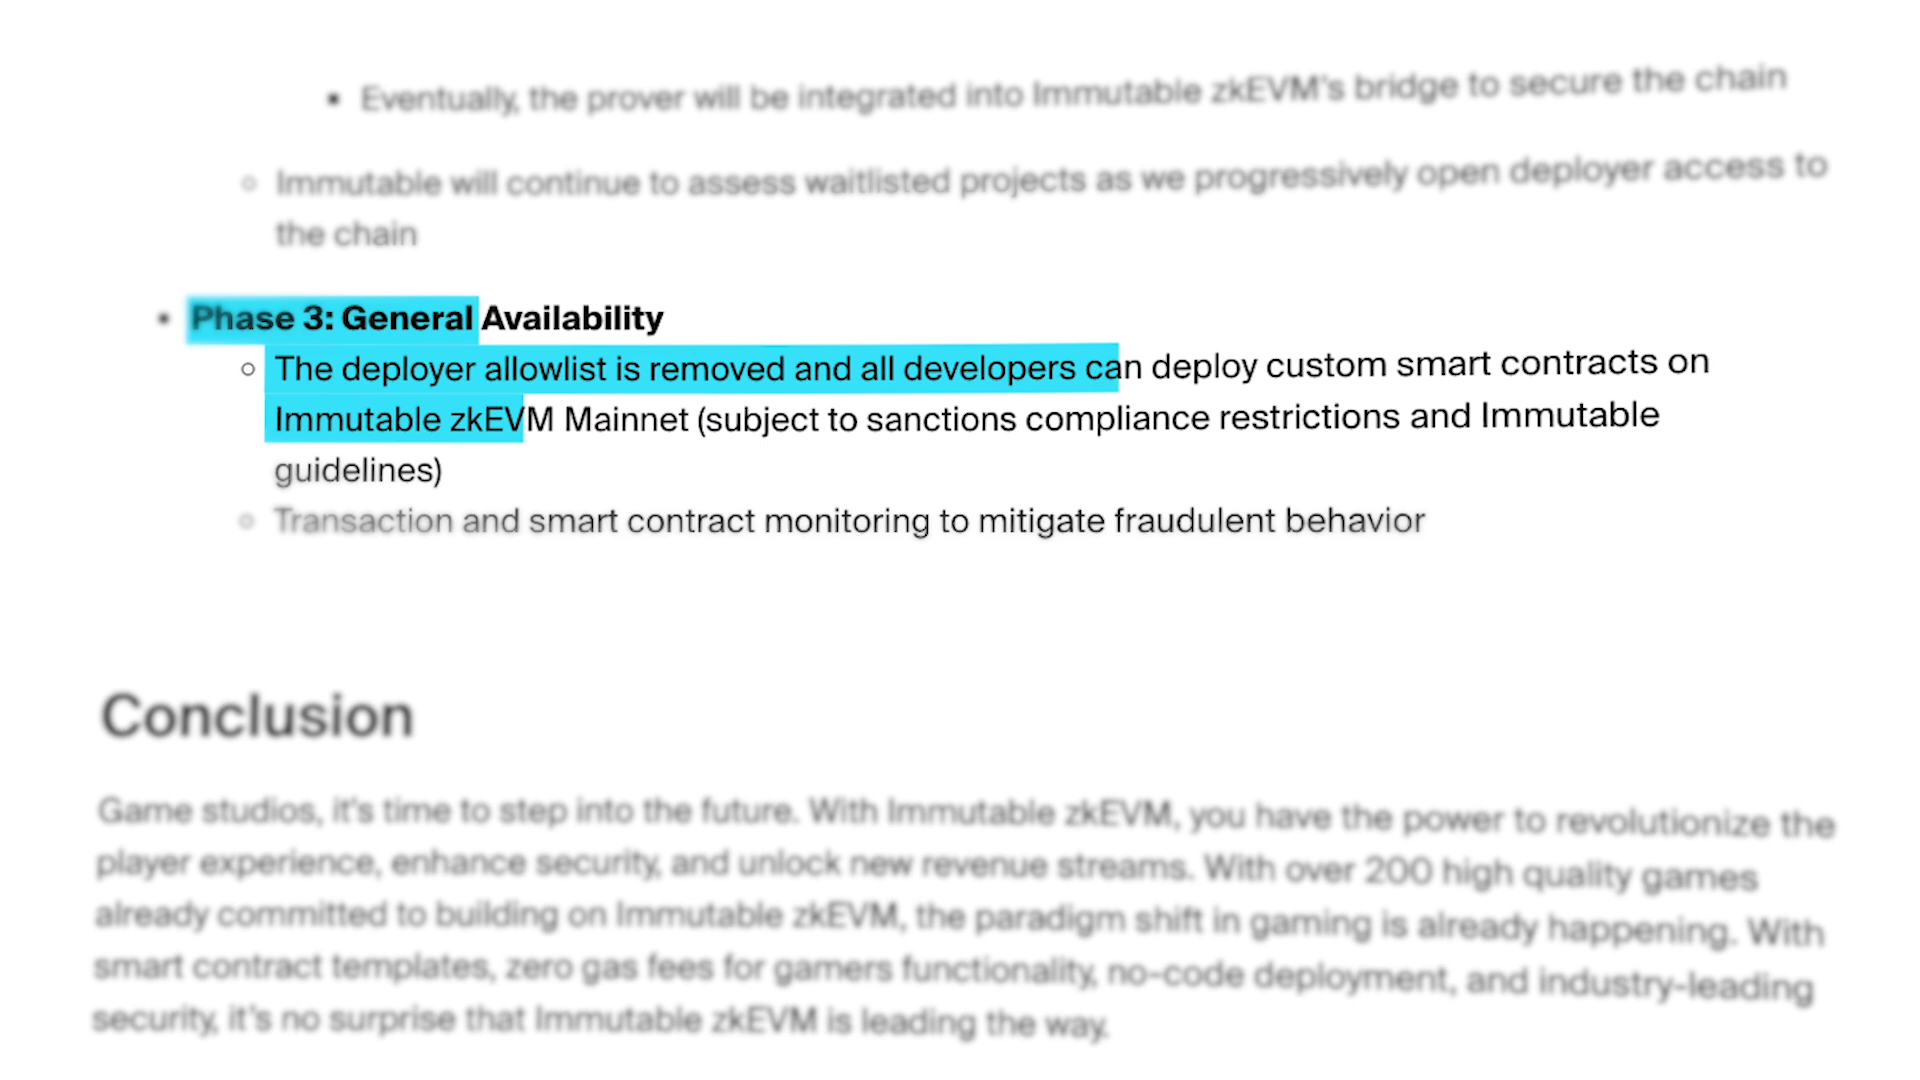 Eventually, the prover will be integrated into Immutable zkEVM's bridge to secure the chain
Immutable will continue to assess waitlisted projects as we progressively open deployer access to
the chain
Phase 3: General Availability
The deployer allowlist is removed and all developers can deploy custom smart contracts on
Immutable zkEVM Mainnet (subject to sanctions compliance restrictions and Immutable
guidelines)
Transaction and smart contract monitoring to mitigate fraudulent behavior
Conclusion
Game studios, it's time to step into the future. With Immutable zkEVM, you have the power to revolutionize the
player experience, enhance security, and unlock new revenue streams. With over 200 high quality games
already committed to building on Immutable zkEVM, the paradigm shift in gaming is already happening. With
smart contract templates, zero gas fees for gamers functionality, no-code deployment, and industry-leading
security, it's no surprise that Immutable zkEVM is leading the way.